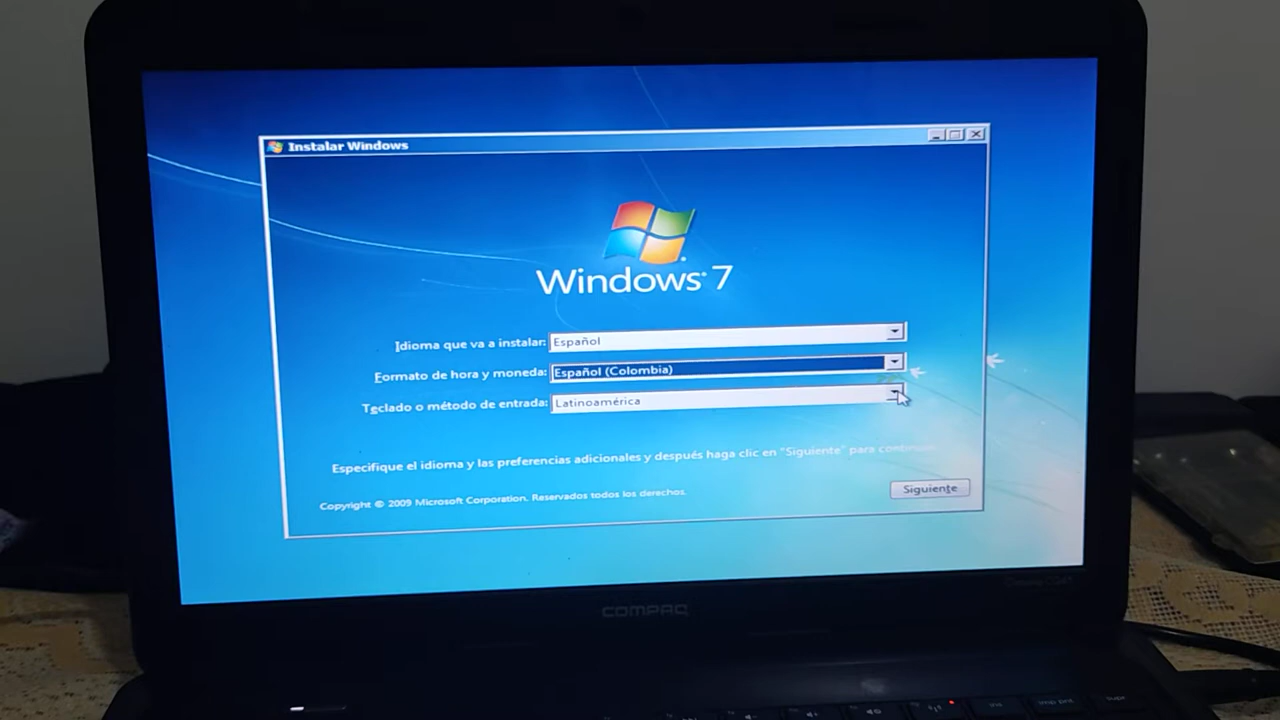 Instalar Windows
Windows 7
Idioma que va a instalar: Español
Formato de hora y moneda: Español (Colombia)
Teclado o método de entrada: Latinoamérica
Especifique el idioma y las preferencias adicionales y después haga clic en "Siguiente" para continuar.
Copyright © 2009 Microsoft Corporation. Reservados todos los derechos.
Siguiente
COMPAQ